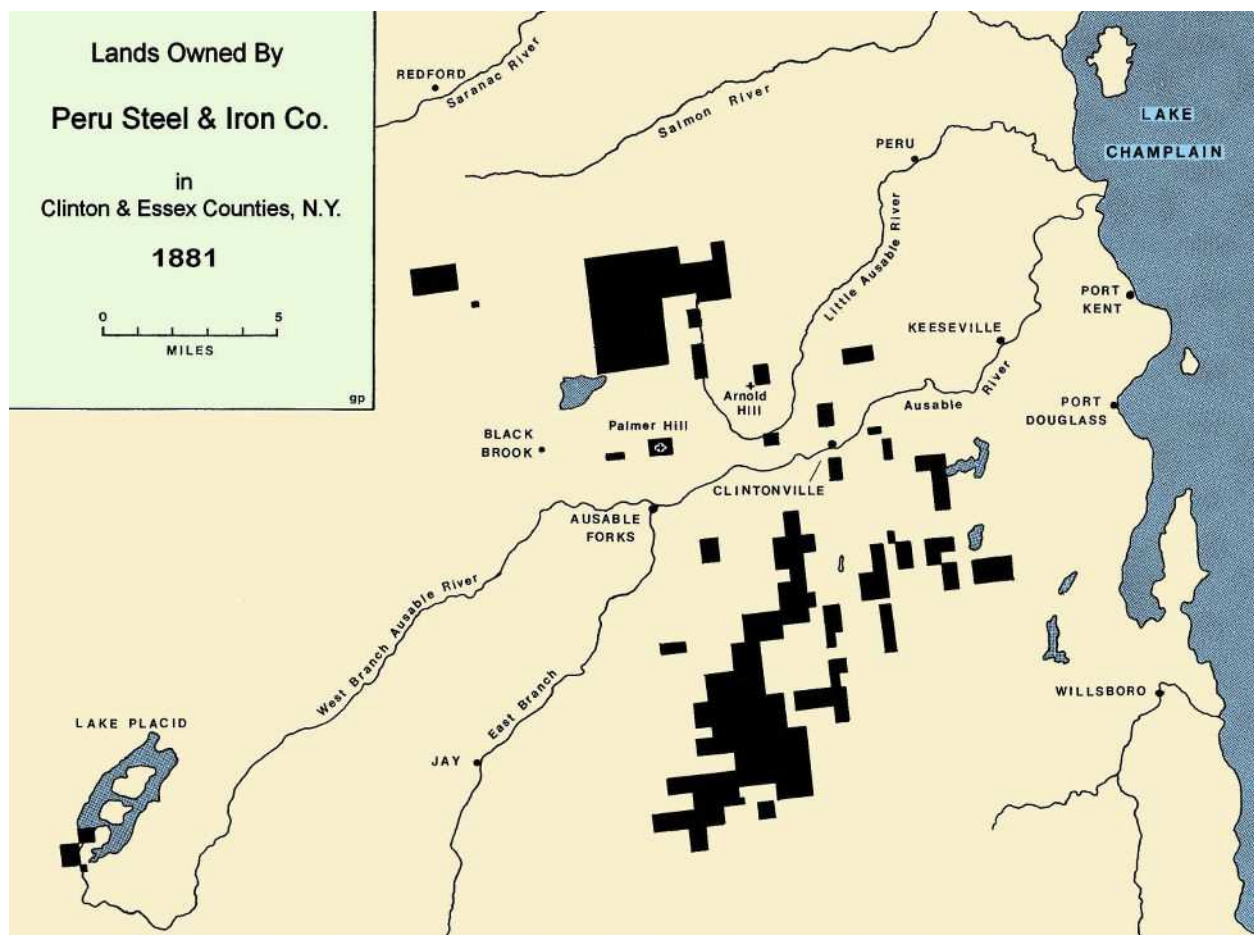 Lands Owned By
Peru Steel & Iron Co.
in
Clinton & Essex Counties, N.Y.
1881
0 5
MILES
gp
REDFORD
Saranac River
Salmon River
LAKE
CHAMPLAIN
PERU
Little Ausable River
PORT
KENT
KEESEVILLE
Ausable River
PORT
DOUGLASS
Arnold
Hill
Palmer Hill
BLACK
BROOK
CLINTONVILLE
AUSABLE
FORKS
West Branch Ausable River
East Branch
WILLSBORO
LAKE PLACID
JAY